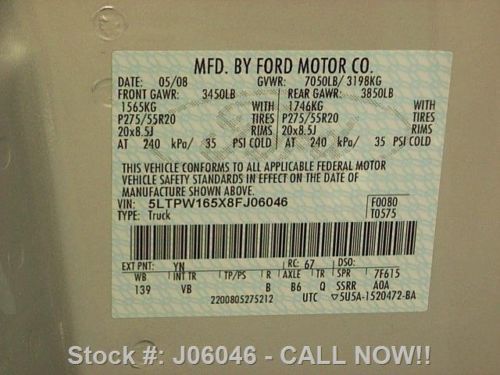 MFD. BY FORD MOTOR CO.
DATE: 05/08 GVWR: 7050LB/ 3198KG
FRONT GAWR: 3450LB REAR GAWR: 3850LB
1565KG WITH 1746KG WITH
P275/55R20 TIRES P275/55R20 TIRES
20x8.5J RIMS 20x8.5J RIMS
AT 240 kPa/ 35 PSI COLD AT 240 kPa/ 35 PSI COLD
THIS VEHICLE CONFORMS TO ALL APPLICABLE FEDERAL MOTOR
VEHICLE SAFETY STANDARDS IN EFFECT ON THE DATE OF
MANUFACTURE SHOWN ABOVE.
VIN: 5LTPW165X8FJ06046 F0080
TYPE: Truck T0575
EXT PNT: YN RC: 67 DSO:
WB INT TR TP/PS R AXLE TR SPR 7F615
139 VB B B6 Q SSRR A0A
2200805275212 UTC ▽5U5A-1520472-BA
Stock #: J06046 - CALL NOW!!